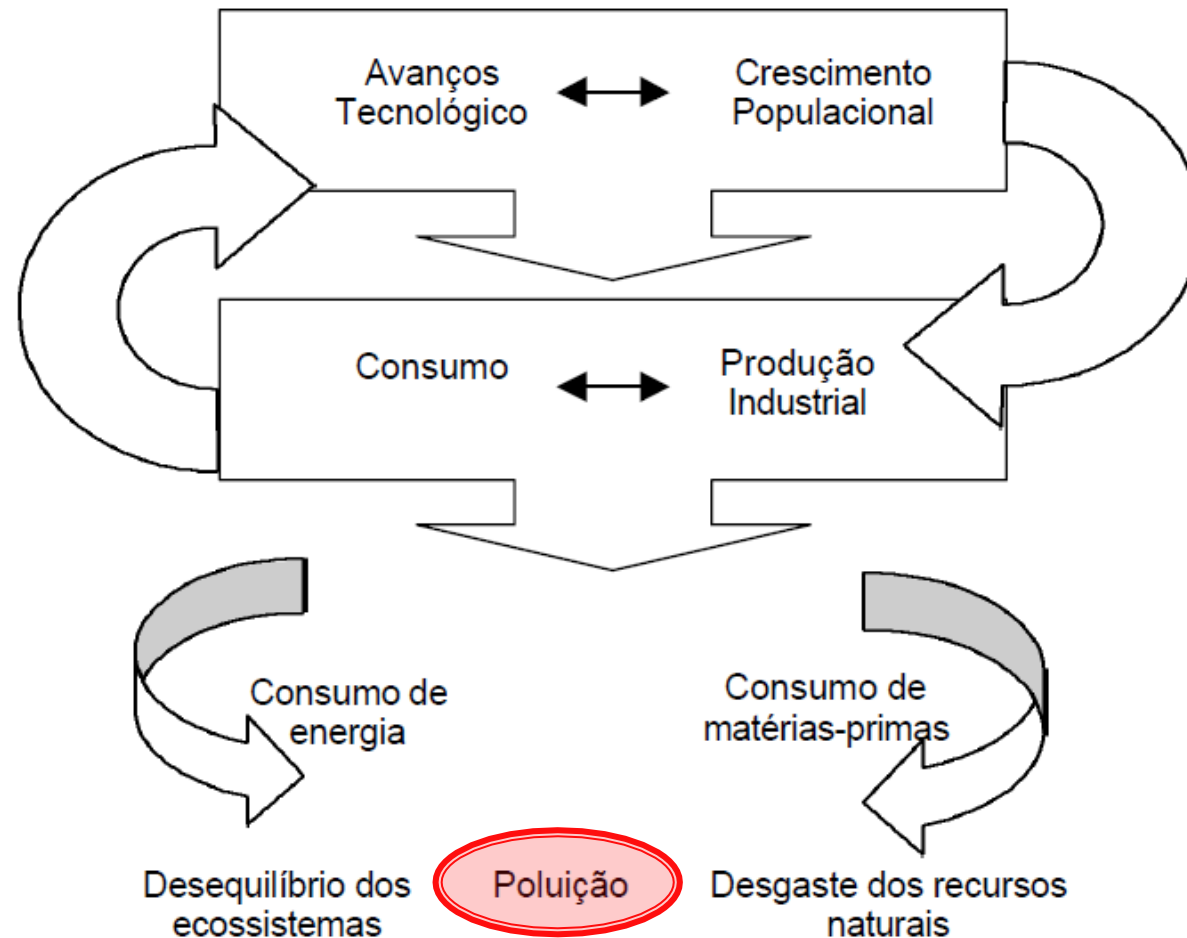 Avanços
Tecnológico
Crescimento
Populacional
Consumo
Produção
Industrial
Consumo de
energia
Consumo de
matérias-primas
Desequilíbrio dos
ecossistemas
Poluição
Desgaste dos recursos
naturais